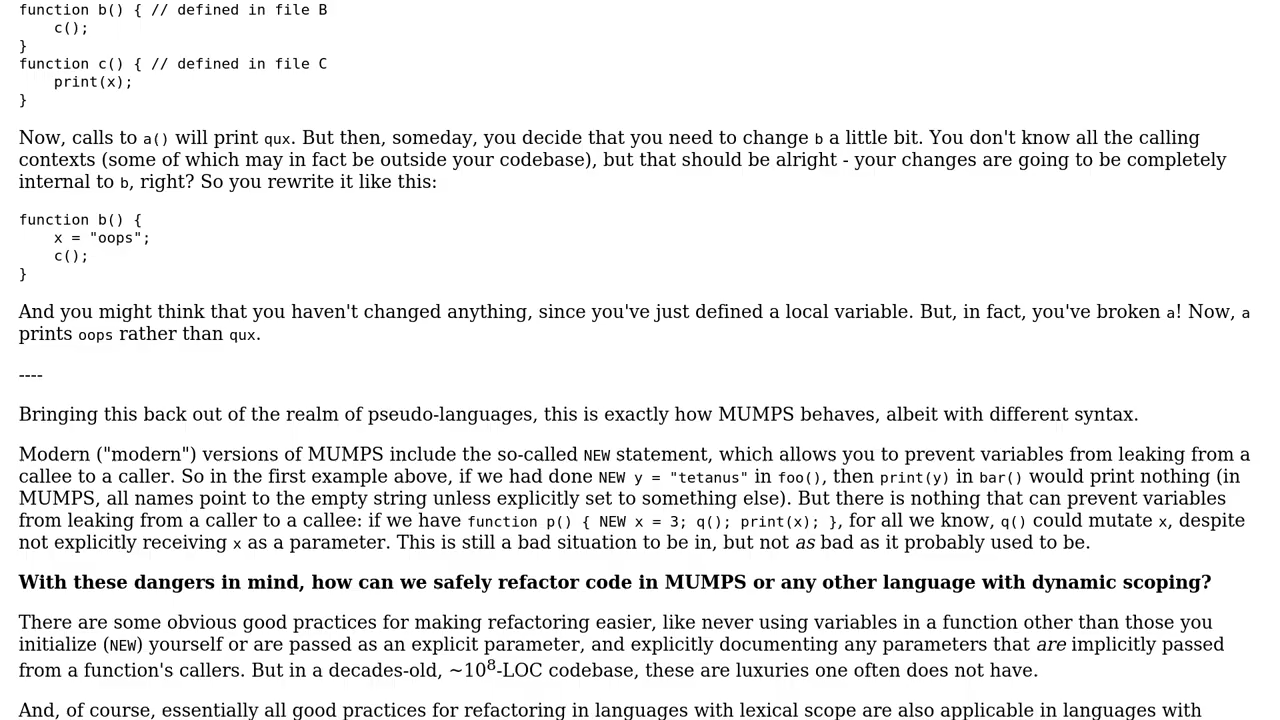 function b() { // defined in file B
    c();
}
function c() { // defined in file C
    print(x);
}
Now, calls to a() will print qux. But then, someday, you decide that you need to change b a little bit. You don't know all the calling
contexts (some of which may in fact be outside your codebase), but that should be alright - your changes are going to be completely
internal to b, right? So you rewrite it like this:
function b() {
    x = "oops";
    c();
}
And you might think that you haven't changed anything, since you've just defined a local variable. But, in fact, you've broken a! Now, a
prints oops rather than qux.
----
Bringing this back out of the realm of pseudo-languages, this is exactly how MUMPS behaves, albeit with different syntax.
Modern ("modern") versions of MUMPS include the so-called NEW statement, which allows you to prevent variables from leaking from a
callee to a caller. So in the first example above, if we had done NEW y = "tetanus" in foo(), then print(y) in bar() would print nothing (in
MUMPS, all names point to the empty string unless explicitly set to something else). But there is nothing that can prevent variables
from leaking from a caller to a callee: if we have function p() { NEW x = 3; q(); print(x); }, for all we know, q() could mutate x, despite
not explicitly receiving x as a parameter. This is still a bad situation to be in, but not as bad as it probably used to be.
With these dangers in mind, how can we safely refactor code in MUMPS or any other language with dynamic scoping?
There are some obvious good practices for making refactoring easier, like never using variables in a function other than those you
initialize (NEW) yourself or are passed as an explicit parameter, and explicitly documenting any parameters that are implicitly passed
from a function's callers. But in a decades-old, ~10⁸-LOC codebase, these are luxuries one often does not have.
And, of course, essentially all good practices for refactoring in languages with lexical scope are also applicable in languages with